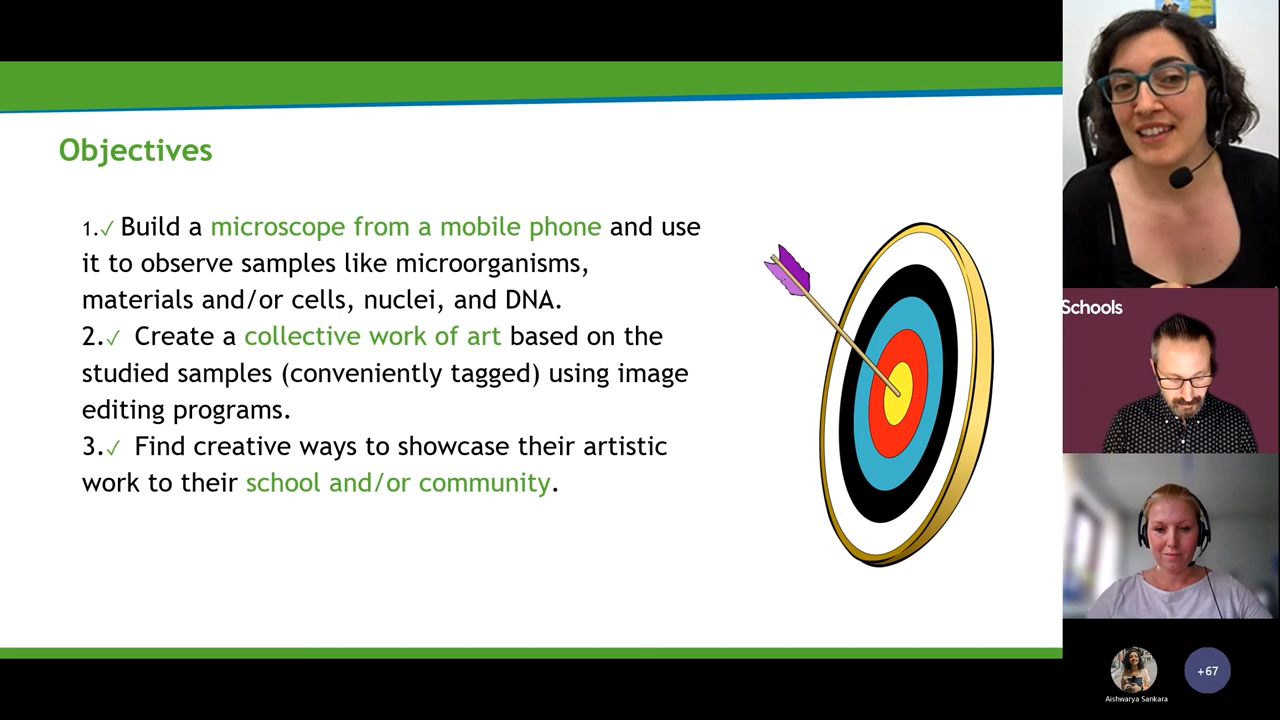 Objectives
1.✓ Build a microscope from a mobile phone and use
it to observe samples like microorganisms,
materials and/or cells, nuclei, and DNA.
2.✓ Create a collective work of art based on the
studied samples (conveniently tagged) using image
editing programs.
3.✓ Find creative ways to showcase their artistic
work to their school and/or community.
Schools
Aishwarya Sankara
+67